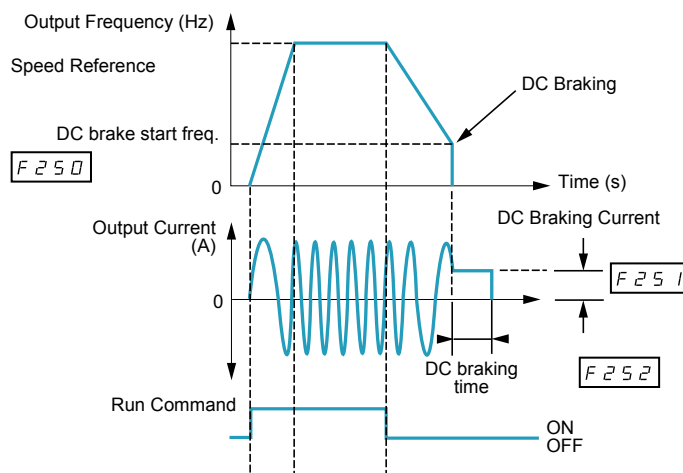 Output Frequency (Hz)
Speed Reference
DC Braking
DC brake start freq.
F250
0
Time (s)
Output Current
(A)
DC Braking Current
F251
0
DC braking
time
F252
Run Command
ON
OFF